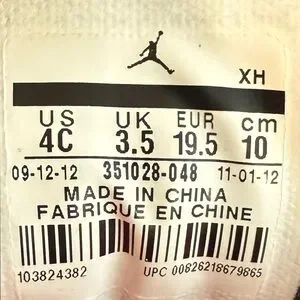 XH
US UK EUR cm
4C 3.5 19.5 10
09-12-12 351028-048 11-01-12
MADE IN CHINA
FABRIQUE EN CHINE
103824382 UPC 00826218679865